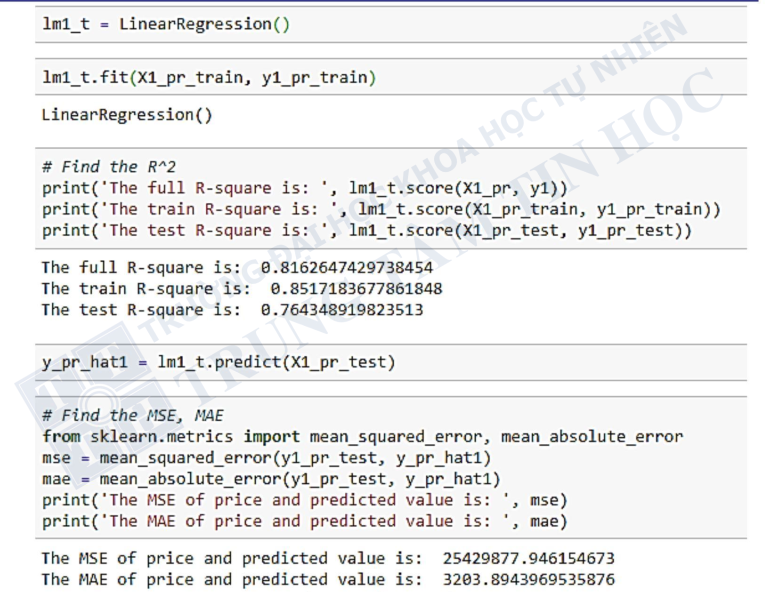 lm1_t = LinearRegression()
lm1_t.fit(X1_pr_train, y1_pr_train)
LinearRegression()
# Find the R^2
print('The full R-square is: ', lm1_t.score(X1_pr, y1))
print('The train R-square is: ', lm1_t.score(X1_pr_train, y1_pr_train))
print('The test R-square is: ', lm1_t.score(X1_pr_test, y1_pr_test))
The full R-square is:  0.8162647429738454
The train R-square is:  0.8517183677861848
The test R-square is:  0.764348919823513
y_pr_hat1 = lm1_t.predict(X1_pr_test)
# Find the MSE, MAE
from sklearn.metrics import mean_squared_error, mean_absolute_error
mse = mean_squared_error(y1_pr_test, y_pr_hat1)
mae = mean_absolute_error(y1_pr_test, y_pr_hat1)
print('The MSE of price and predicted value is: ', mse)
print('The MAE of price and predicted value is: ', mae)
The MSE of price and predicted value is:  25429877.946154673
The MAE of price and predicted value is:  3203.8943969535876
TRƯỜNG ĐẠI HỌC KHOA HỌC TỰ NHIÊN
TRUNG TÂM TIN HỌC